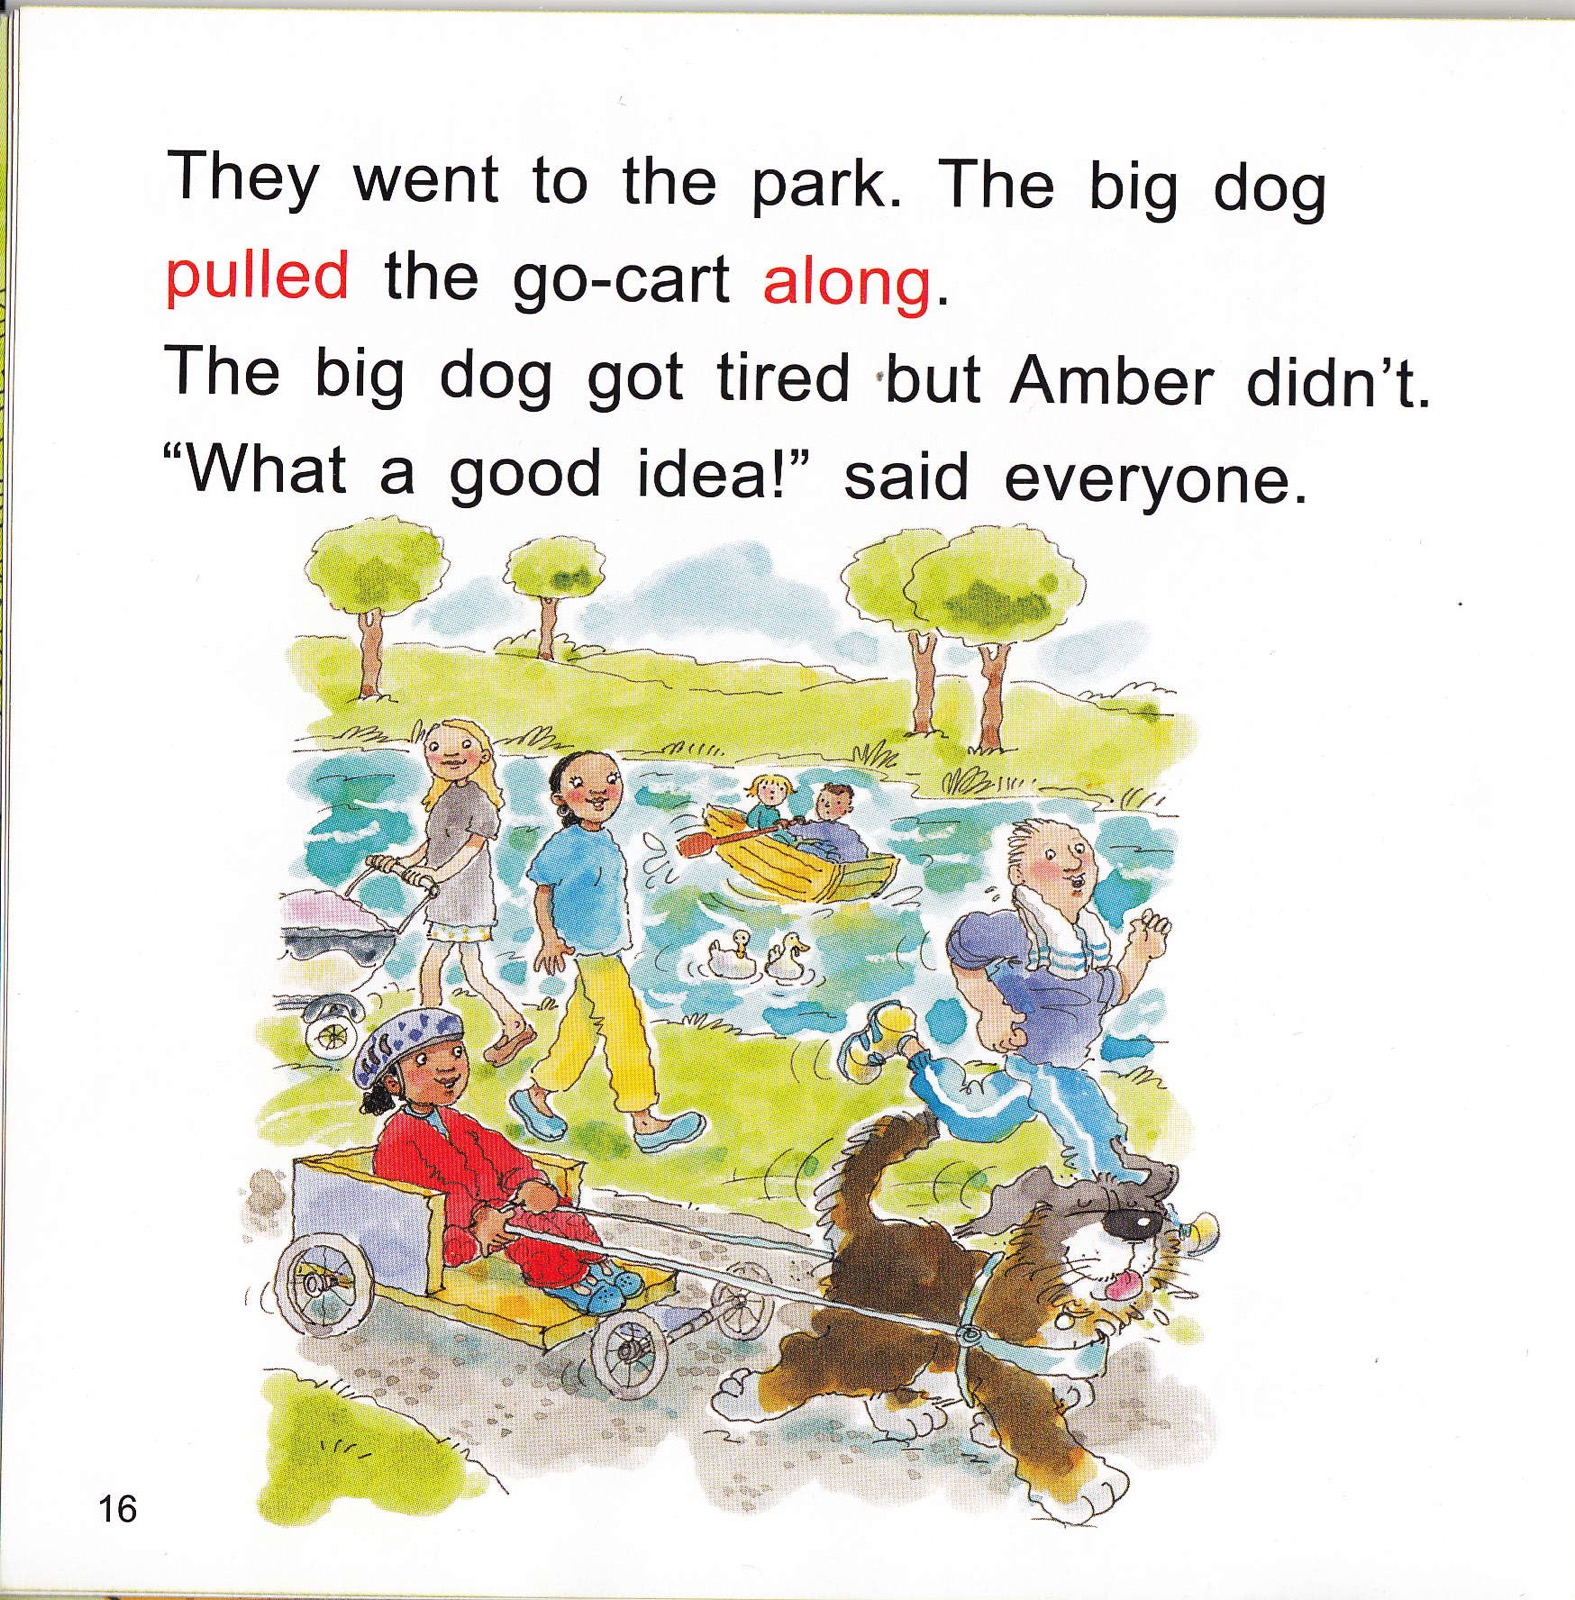 They went to the park. The big dog
pulled the go-cart along.
The big dog got tired but Amber didn’t.
“What a good idea!” said everyone.
16